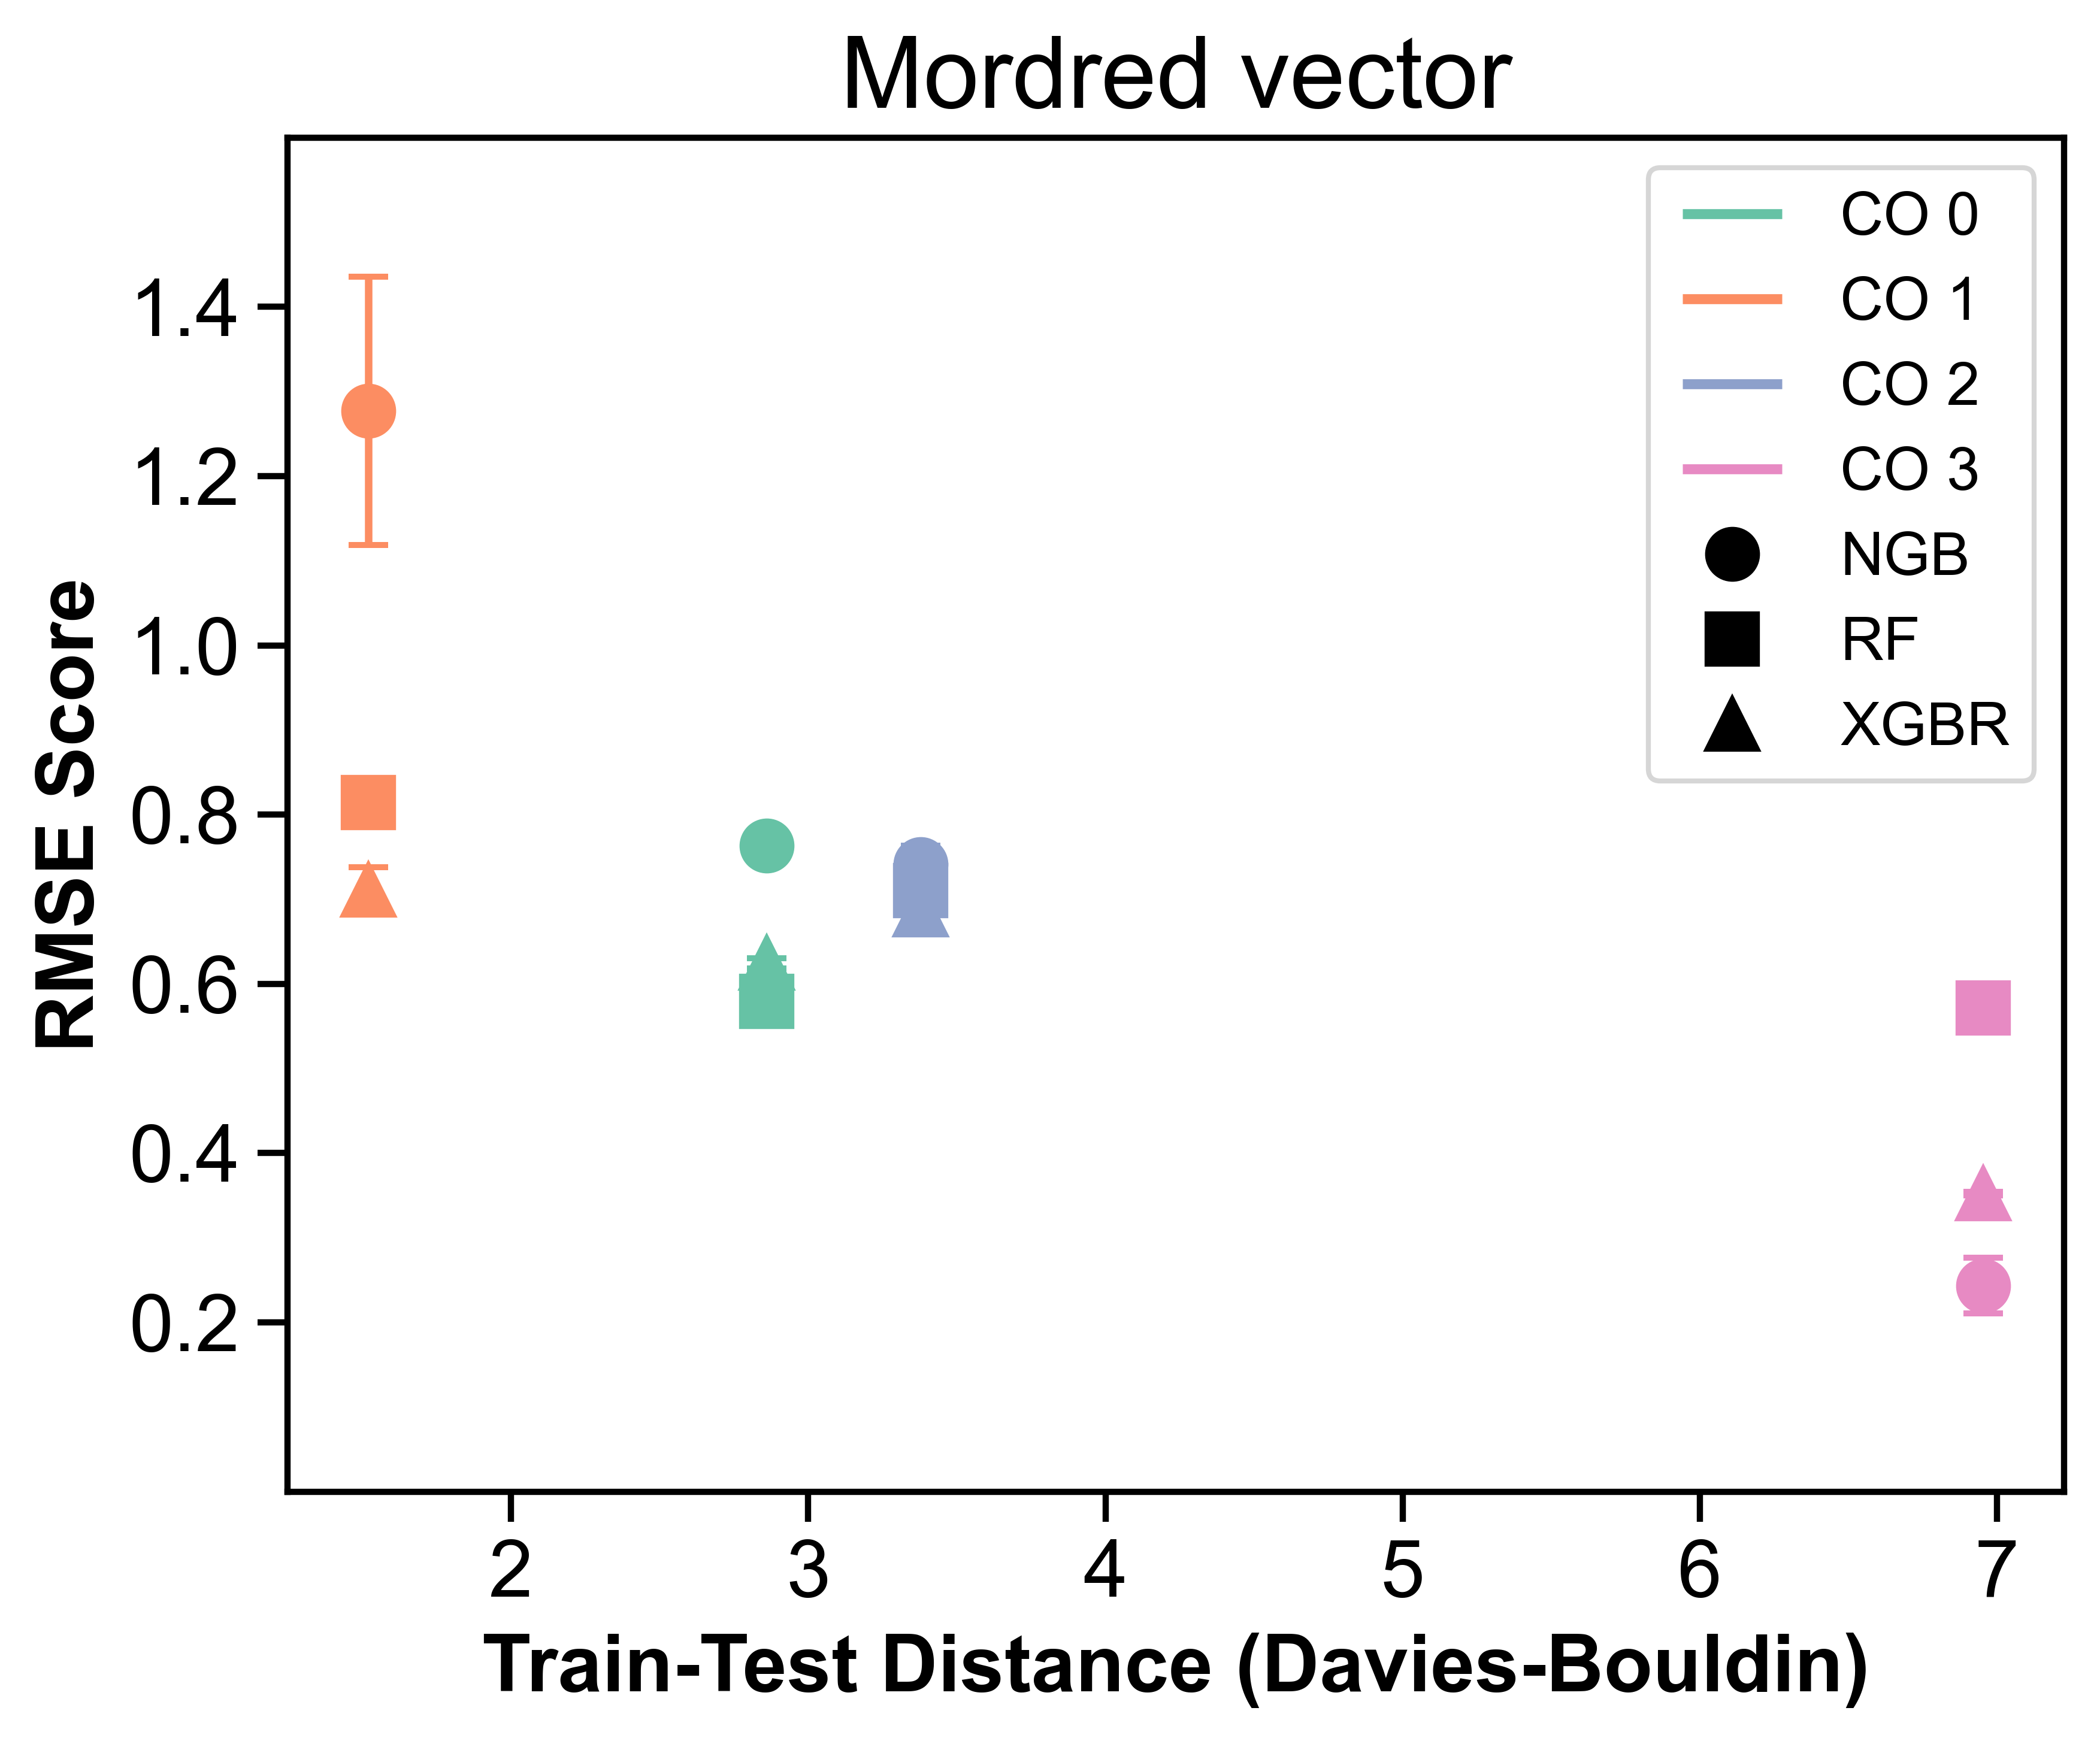 Mordred vector
CO 0
CO 1
CO 2
CO 3
NGB
RF
XGBR
RMSE Score
1.4
1.2
1.0
0.8
0.6
0.4
0.2
2 3 4 5 6 7
Train-Test Distance (Davies-Bouldin)